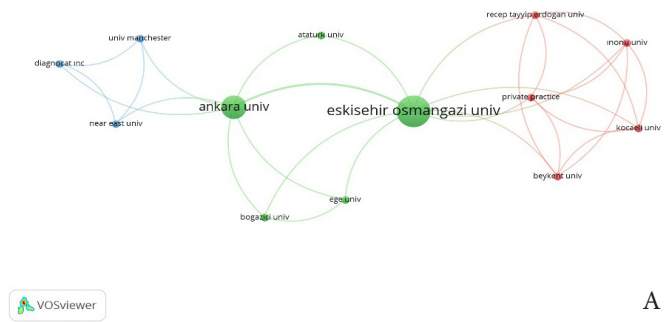 recep tayyip erdogan univ
univ manchester
ataturk univ
inonu univ
diagnocat inc
private practice
ankara univ
eskisehir osmangazi univ
near east univ
kocaeli univ
beykent univ
ege univ
bogazici univ
VOSviewer
A